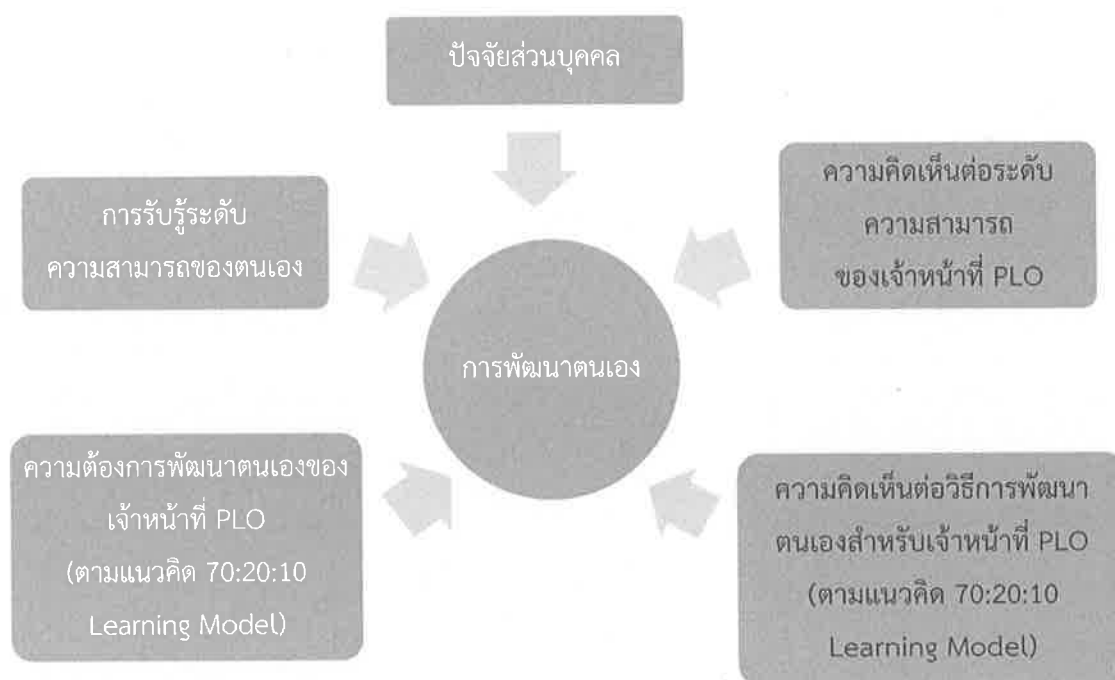 ปัจจัยส่วนบุคคล
การรับรู้ระดับ
ความสามารถของตนเอง
ความคิดเห็นต่อระดับ
ความสามารถ
ของเจ้าหน้าที่ PLO
การพัฒนาตนเอง
ความต้องการพัฒนาตนเองของ
เจ้าหน้าที่ PLO
(ตามแนวคิด 70:20:10
Learning Model)
ความคิดเห็นต่อวิธีการพัฒนา
ตนเองสำหรับเจ้าหน้าที่ PLO
(ตามแนวคิด 70:20:10
Learning Model)